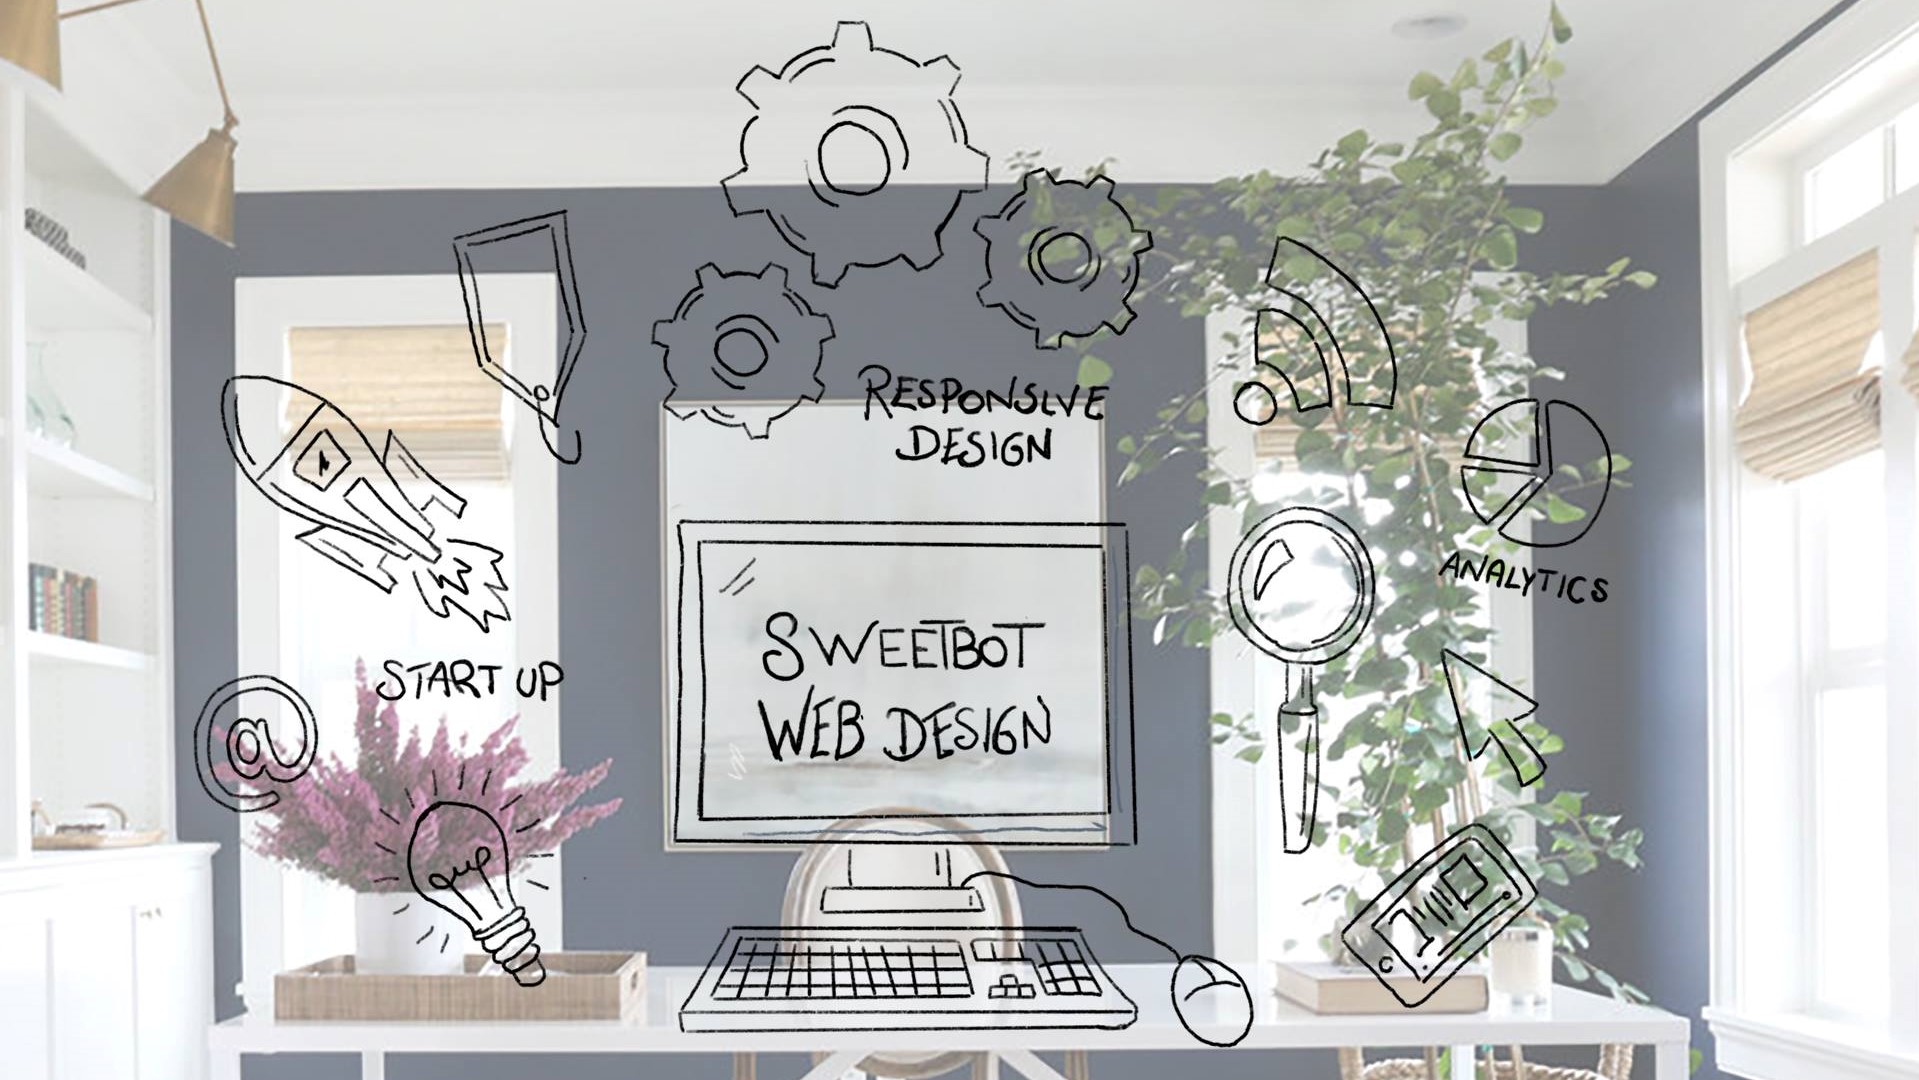 RESPONSIVE
DESIGN
ANALYTICS
SWEETBOT
WEB DESIGN
START UP
@